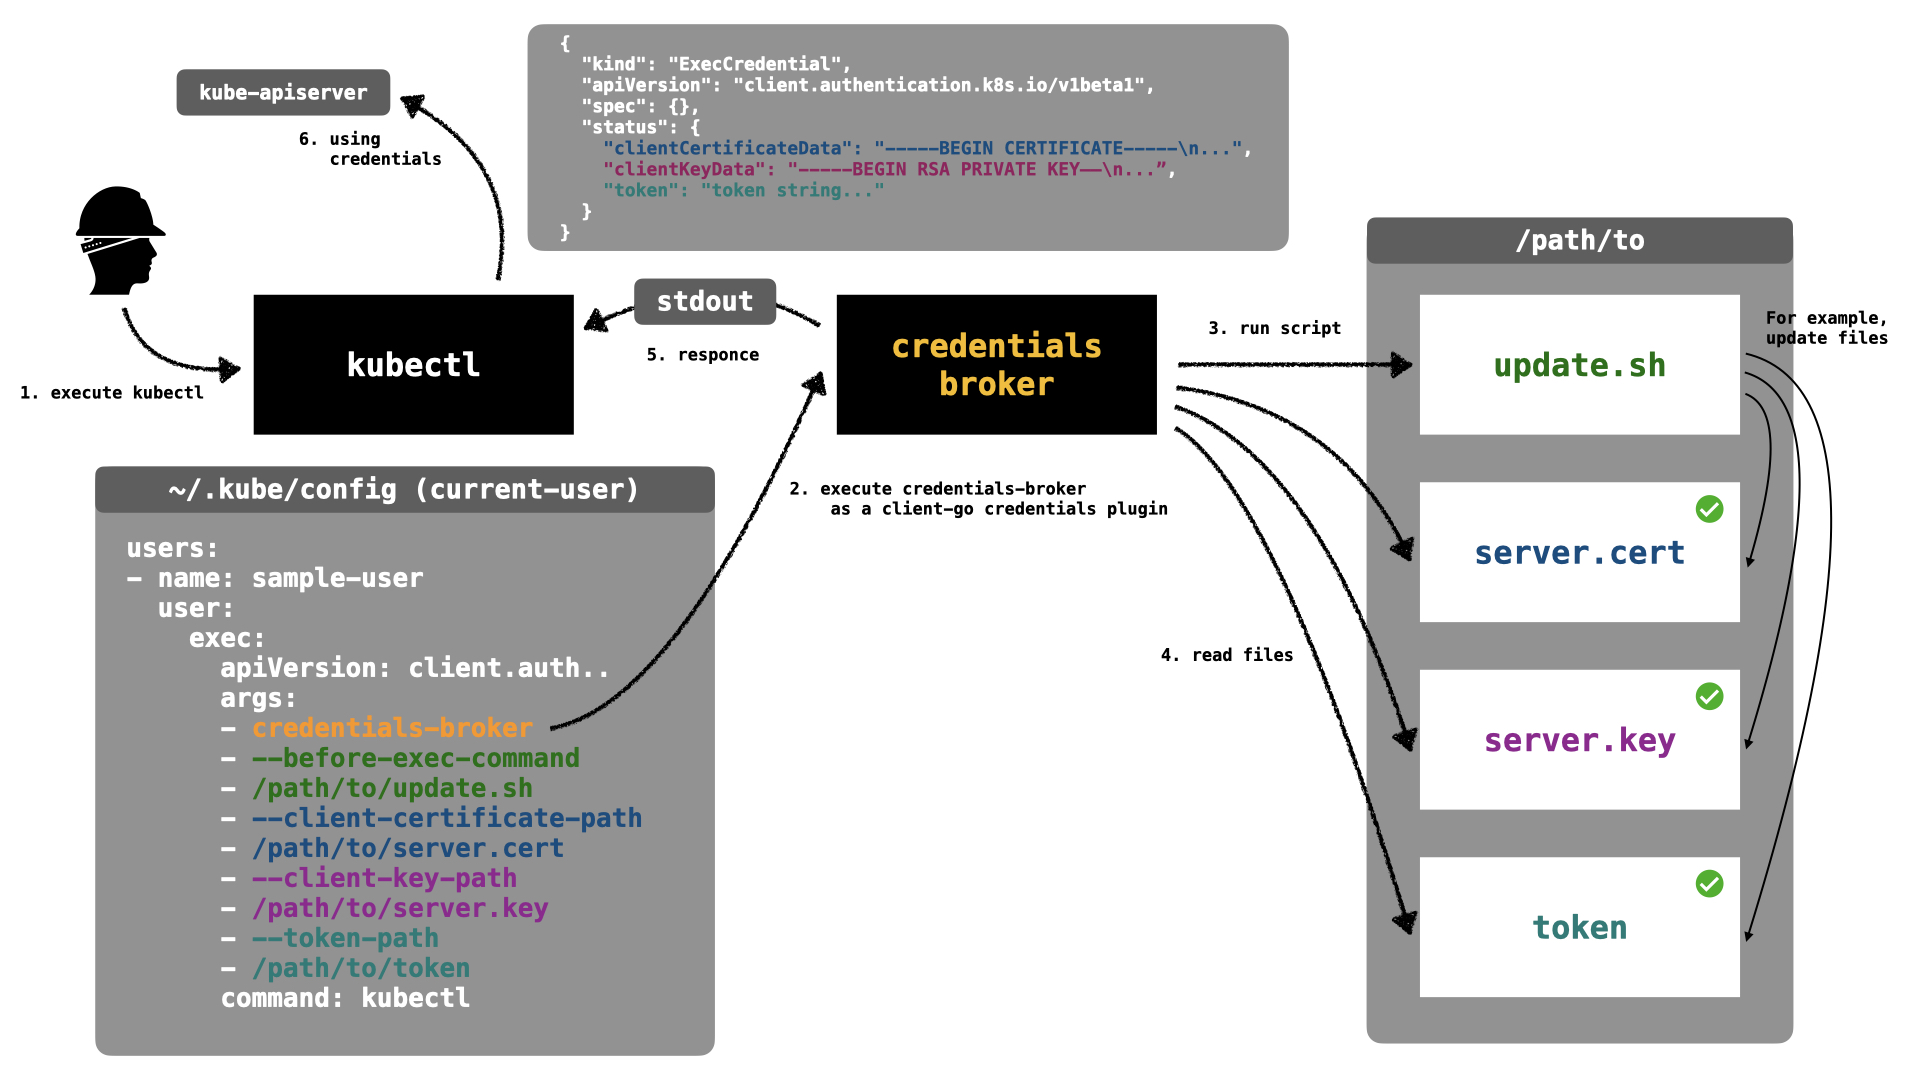 {
"kind": "ExecCredential",
"apiVersion": "client.authentication.k8s.io/v1beta1",
"spec": {},
"status": {
"clientCertificateData": "-----BEGIN CERTIFICATE-----\n...",
"clientKeyData": "-----BEGIN RSA PRIVATE KEY——\n...”,
"token": "token string..."
}
}
kube-apiserver
6. using
credentials
1. execute kubectl
kubectl
stdout
5. responce
credentials
broker
2. execute credentials-broker
as a client-go credentials plugin
3. run script
4. read files
~/.kube/config (current-user)
users:
- name: sample-user
user:
exec:
apiVersion: client.auth..
args:
- credentials-broker
- --before-exec-command
- /path/to/update.sh
- --client-certificate-path
- /path/to/server.cert
- --client-key-path
- /path/to/server.key
- --token-path
- /path/to/token
command: kubectl
/path/to
update.sh
For example,
update files
server.cert
server.key
token